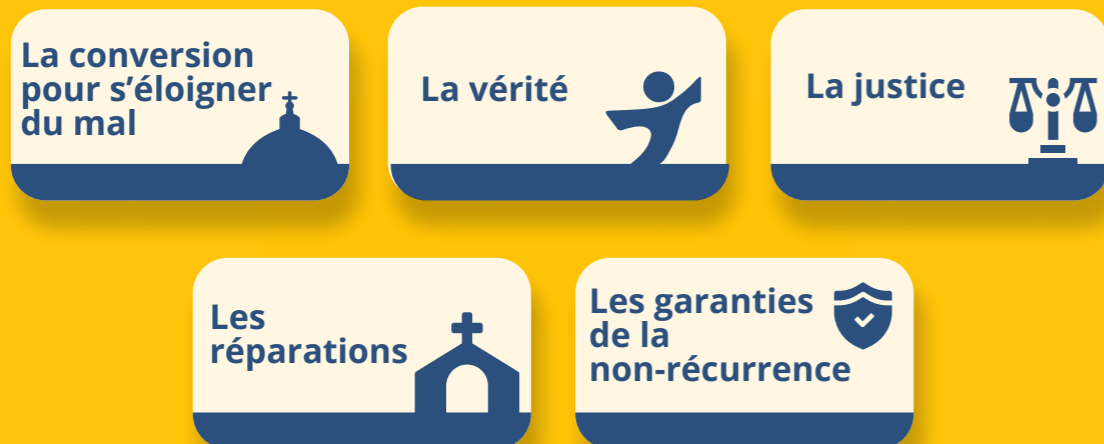 La conversion
pour s’éloigner
du mal
La vérité
La justice
Les
réparations
Les garanties
de la
non-récurrence